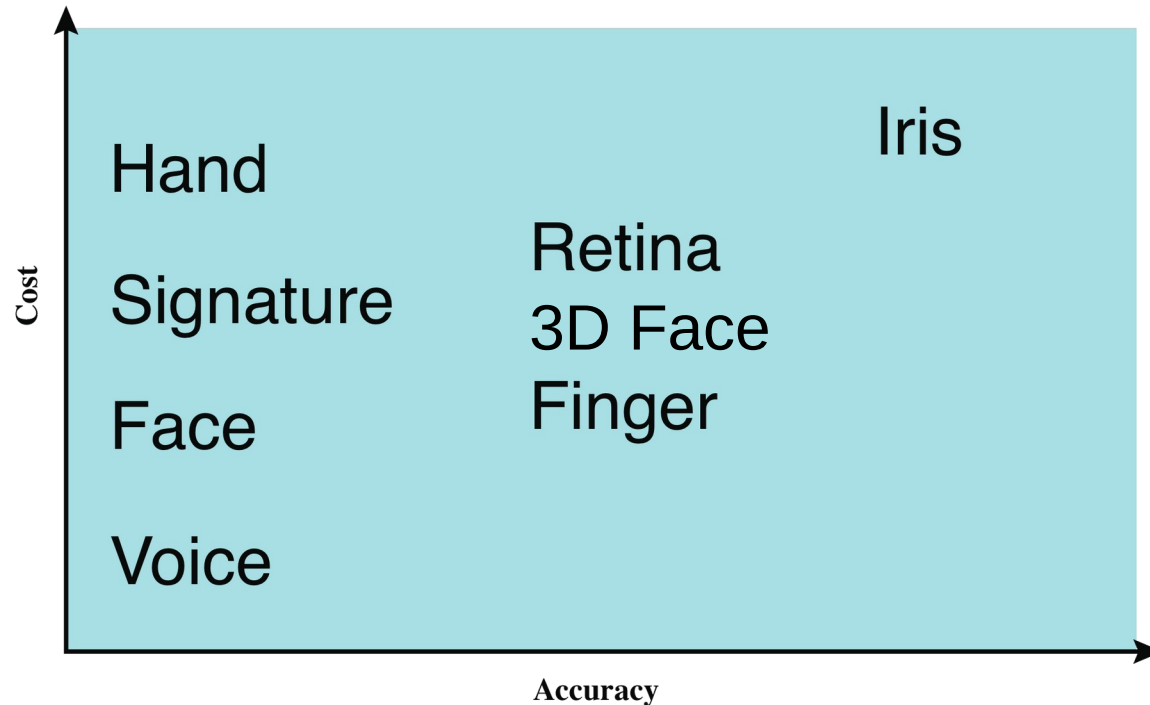 Iris
Hand
Retina
Signature
3D Face
Finger
Face
Voice
Cost
Accuracy